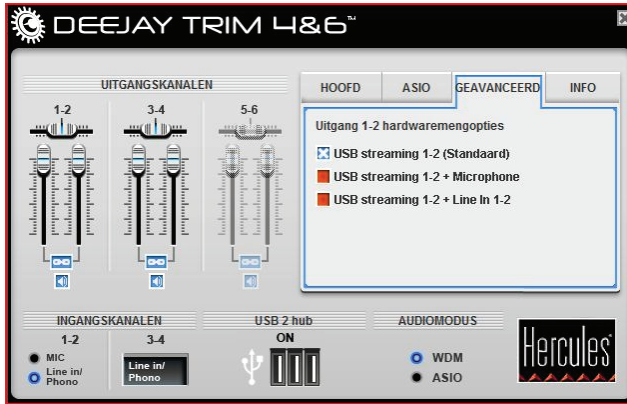 DEEJAY TRIM 4&6™
UITGANGSKANALEN
1-2 3-4 5-6
HOOFD ASIO GEAVANCEERD INFO
Uitgang 1-2 hardwaremengopties
USB streaming 1-2 (Standaard)
USB streaming 1-2 + Microphone
USB streaming 1-2 + Line In 1-2
INGANGSKANALEN
1-2 3-4
MIC
Line in/
Phono
Line in/
Phono
USB 2 hub
ON
AUDIOMODUS
WDM
ASIO
Hercules